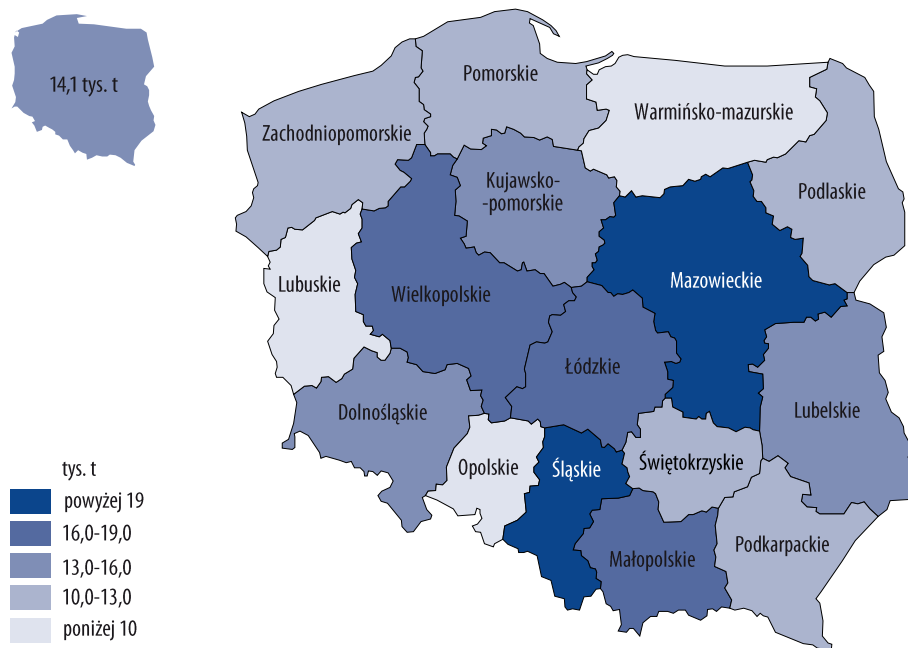 14,1 tys. t
Pomorskie
Warmińsko-mazurskie
Zachodniopomorskie
Kujawsko-
-pomorskie
Podlaskie
Lubuskie
Wielkopolskie
Mazowieckie
Łódzkie
Dolnośląskie
Lubelskie
Opolskie
Śląskie
Świętokrzyskie
Małopolskie
Podkarpackie
tys. t
powyżej 19
16,0-19,0
13,0-16,0
10,0-13,0
poniżej 10